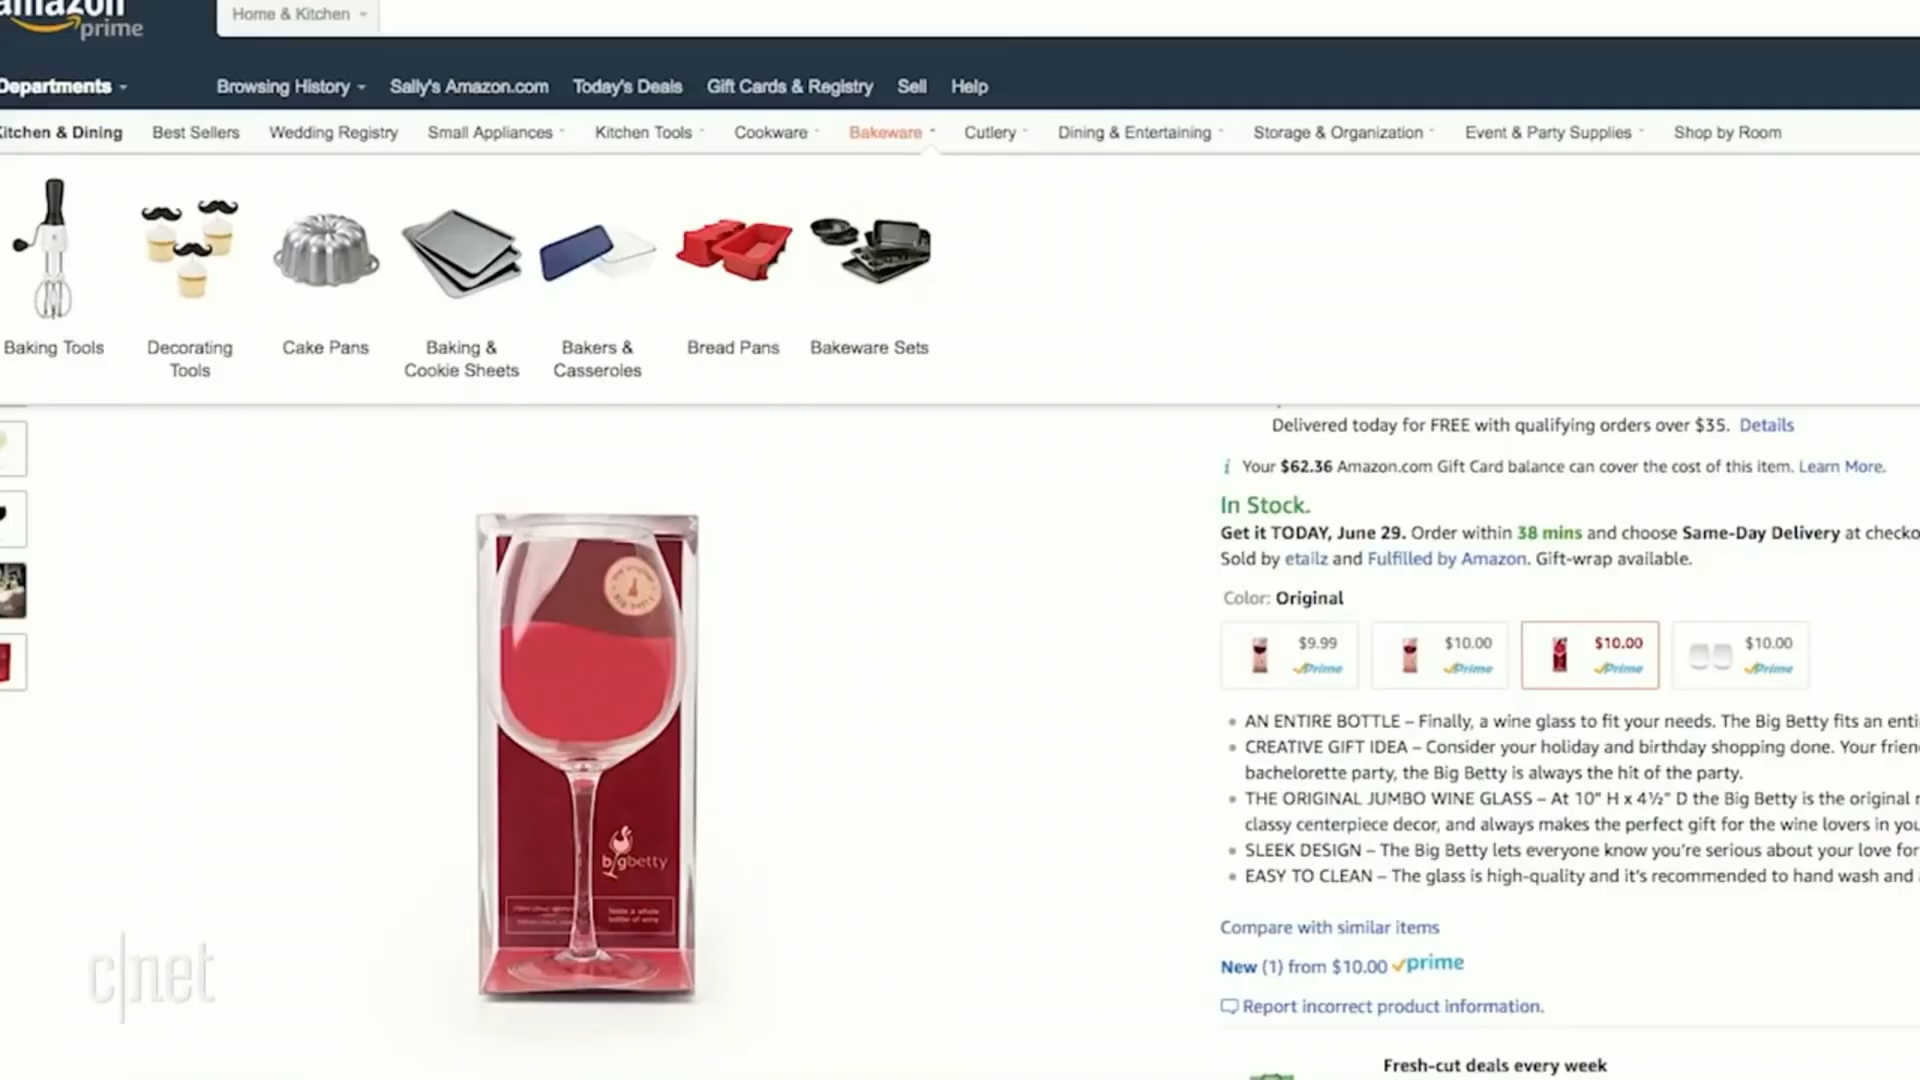 amazon
prime
Home & Kitchen
Departments
Browsing History
Sally's Amazon.com
Today's Deals
Gift Cards & Registry
Sell
Help
Kitchen & Dining
Best Sellers
Wedding Registry
Small Appliances
Kitchen Tools
Cookware
Bakeware
Cutlery
Dining & Entertaining
Storage & Organization
Event & Party Supplies
Shop by Room
Baking Tools
Decorating
Tools
Cake Pans
Baking &
Cookie Sheets
Bakers &
Casseroles
Bread Pans
Bakeware Sets
Delivered today for FREE with qualifying orders over $35. Details
i Your $62.36 Amazon.com Gift Card balance can cover the cost of this item. Learn More.
In Stock.
Get it TODAY, June 29. Order within 38 mins and choose Same-Day Delivery at checko
Sold by etailz and Fulfilled by Amazon. Gift-wrap available.
Color: Original
$9.99
Prime
$10.00
Prime
$10.00
Prime
$10.00
Prime
• AN ENTIRE BOTTLE – Finally, a wine glass to fit your needs. The Big Betty fits an enti
• CREATIVE GIFT IDEA – Consider your holiday and birthday shopping done. Your frien
bachelorette party, the Big Betty is always the hit of the party.
• THE ORIGINAL JUMBO WINE GLASS – At 10" H x 4½" D the Big Betty is the original
classy centerpiece decor, and always makes the perfect gift for the wine lovers in you
• SLEEK DESIGN – The Big Betty lets everyone know you're serious about your love for
• EASY TO CLEAN – The glass is high-quality and it's recommended to hand wash and
Compare with similar items
New (1) from $10.00 prime
Report incorrect product information.
Fresh-cut deals every week
bigbetty
holds a whole
bottle of wine
c|net